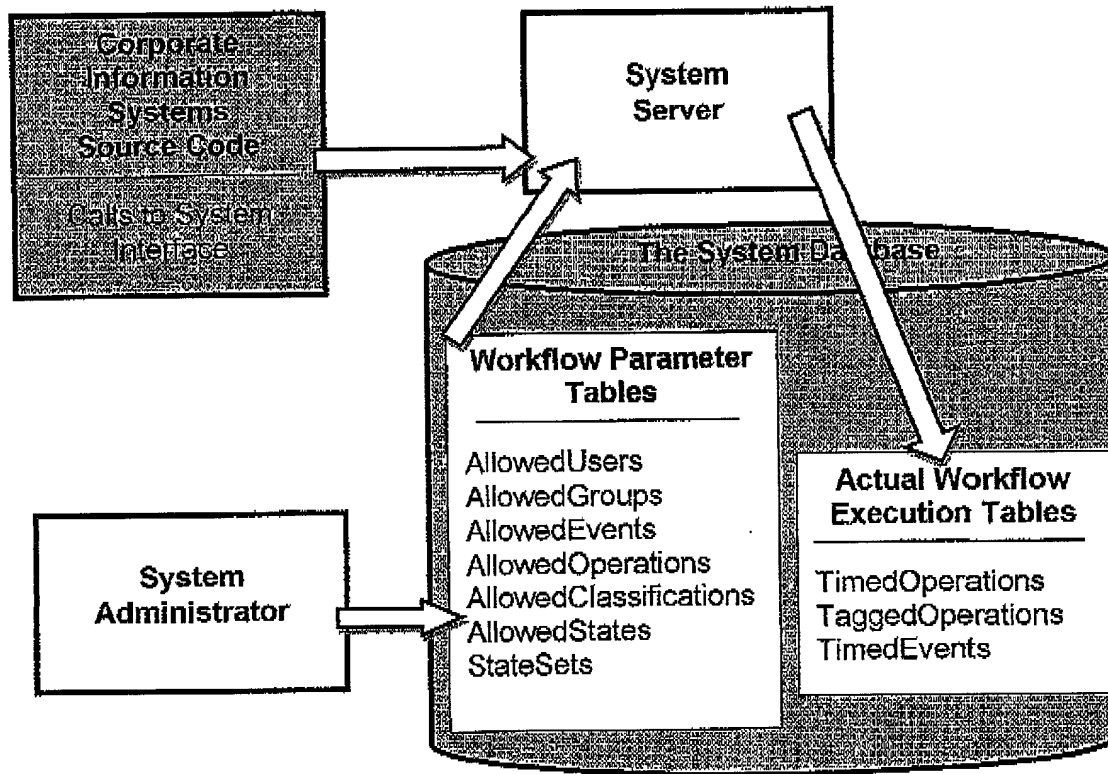 Corporate
Information
Systems
Source Code
Calls to System
Interface
System
Server
The System Database
Workflow Parameter
Tables
AllowedUsers
AllowedGroups
AllowedEvents
AllowedOperations
AllowedClassifications
AllowedStates
StateSets
Actual Workflow
Execution Tables
TimedOperations
TaggedOperations
TimedEvents
System
Administrator